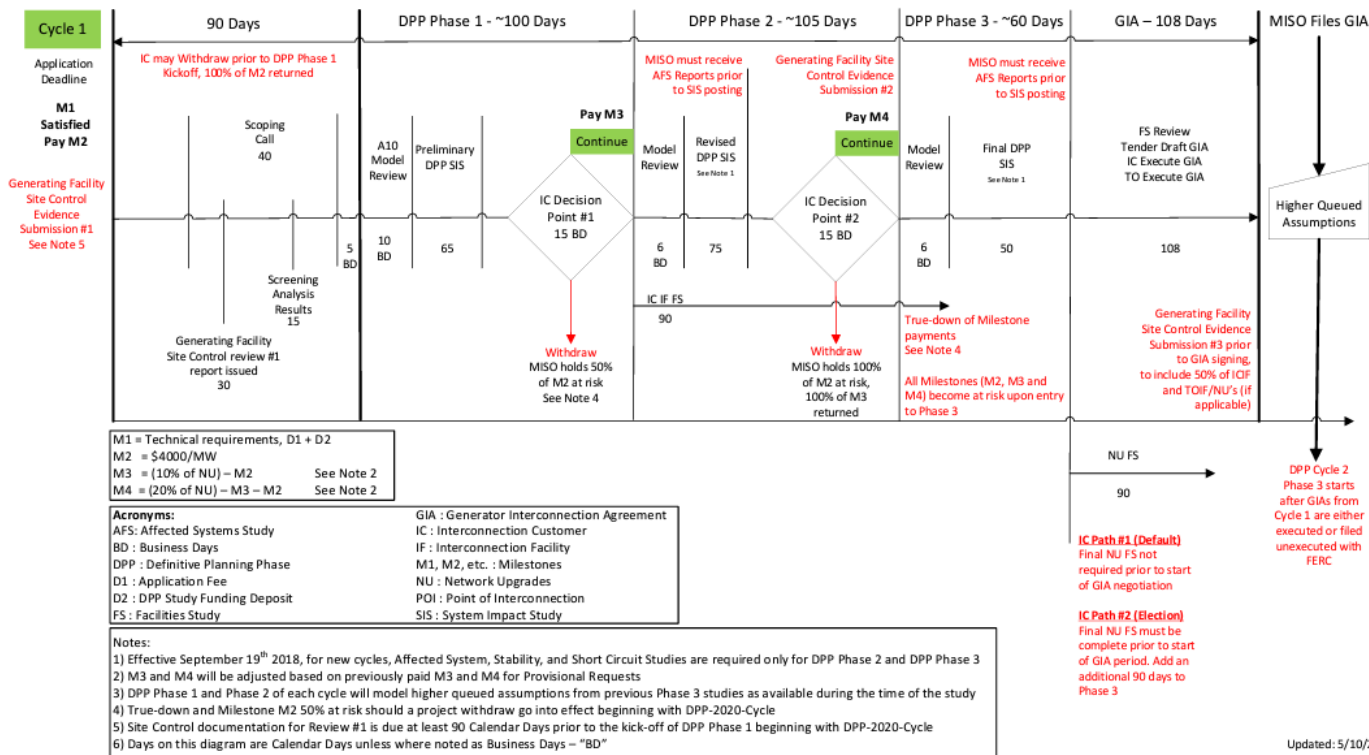 Cycle 1
90 Days
DPP Phase 1 - ~100 Days
DPP Phase 2 - ~105 Days
DPP Phase 3 - ~60 Days
GIA – 108 Days
MISO Files GIA
Application
Deadline
M1
Satisfied
Pay M2
Generating Facility
Site Control
Evidence
Submission #1
See Note 5
IC may Withdraw prior to DPP Phase 1
Kickoff, 100% of M2 returned
Scoping
Call
40
Screening
Analysis
Results
15
Generating Facility
Site Control review #1
report issued
30
5
BD
A10
Model
Review
10
BD
Preliminary
DPP SIS
65
Pay M3
Continue
IC Decision
Point #1
15 BD
Withdraw
MISO holds 50%
of M2 at risk
See Note 4
MISO must receive
AFS Reports prior
to SIS posting
Model
Review
6
BD
Revised
DPP SIS
See Note 1
75
Generating Facility Site
Control Evidence
Submission #2
Pay M4
Continue
IC Decision
Point #2
15 BD
IC IF FS
90
Withdraw
MISO holds 100%
of M2 at risk,
100% of M3
returned
MISO must receive
AFS Reports prior
to SIS posting
Model
Review
6
BD
Final DPP
SIS
See Note 1
50
True-down of Milestone
payments
See Note 4
All Milestones (M2, M3 and
M4) become at risk upon entry
to Phase 3
FS Review
Tender Draft GIA
IC Execute GIA
TO Execute GIA
108
Generating Facility
Site Control Evidence
Submission #3 prior
to GIA signing,
to include 50% of ICIF
and TOIF/NU's (if
applicable)
Higher Queued
Assumptions
NU FS
90
IC Path #1 (Default)
Final NU FS not
required prior to start
of GIA negotiation
IC Path #2 (Election)
Final NU FS must be
complete prior to start
of GIA period. Add an
additional 90 days to
Phase 3
DPP Cycle 2
Phase 3 starts
after GIAs from
Cycle 1 are either
executed or filed
unexecuted with
FERC
M1 = Technical requirements, D1 + D2
M2 = $4000/MW
M3 = (10% of NU) – M2 See Note 2
M4 = (20% of NU) – M3 – M2 See Note 2
Acronyms:
AFS: Affected Systems Study
BD : Business Days
DPP : Definitive Planning Phase
D1 : Application Fee
D2 : DPP Study Funding Deposit
FS : Facilities Study
GIA : Generator Interconnection Agreement
IC : Interconnection Customer
IF : Interconnection Facility
M1, M2, etc. : Milestones
NU : Network Upgrades
POI : Point of Interconnection
SIS : System Impact Study
Notes:
1) Effective September 19th 2018, for new cycles, Affected System, Stability, and Short Circuit Studies are required only for DPP Phase 2 and DPP Phase 3
2) M3 and M4 will be adjusted based on previously paid M3 and M4 for Provisional Requests
3) DPP Phase 1 and Phase 2 of each cycle will model higher queued assumptions from previous Phase 3 studies as available during the time of the study
4) True-down and Milestone M2 50% at risk should a project withdraw go into effect beginning with DPP-2020-Cycle
5) Site Control documentation for Review #1 is due at least 90 Calendar Days prior to the kick-off of DPP Phase 1 beginning with DPP-2020-Cycle
6) Days on this diagram are Calendar Days unless where noted as Business Days – "BD"
Updated: 5/10/